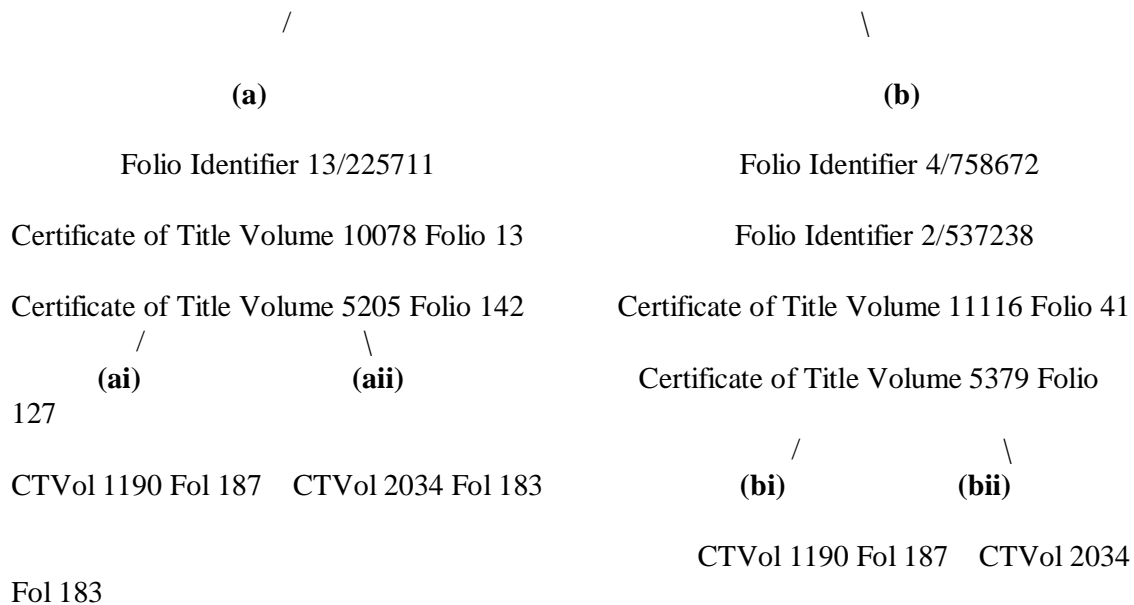 / \
(a) (b)
Folio Identifier 13/225711 Folio Identifier 4/758672
Certificate of Title Volume 10078 Folio 13 Folio Identifier 2/537238
Certificate of Title Volume 5205 Folio 142 Certificate of Title Volume 11116 Folio 41
/ \
(ai) (aii) Certificate of Title Volume 5379 Folio
127
/ \
CTVol 1190 Fol 187 CTVol 2034 Fol 183 (bi) (bii)
CTVol 1190 Fol 187 CTVol 2034
Fol 183